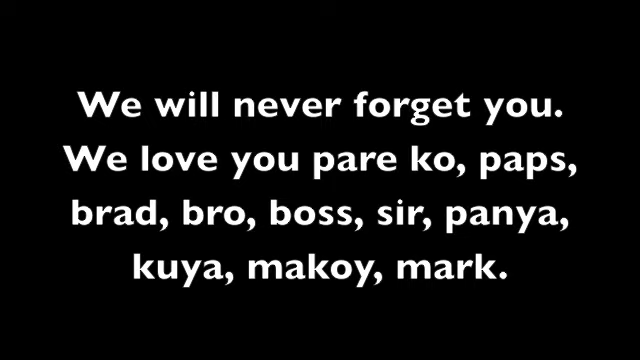 We will never forget you.
We love you pare ko, paps,
brad, bro, boss, sir, panya,
kuya, makoy, mark.